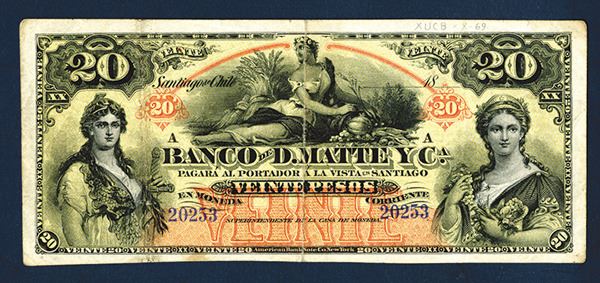 XUCB-X-69
VEINTE VEINTE
20 20
Santiago de Chile 18
20 20
XX XX
A A
BANCO DE D. MATTE Y CA.
PAGARÁ AL PORTADOR Á LA VISTA EN SANTIAGO
VEINTE PESOS
EN MONEDA CORRIENTE
20253 20253
SUPERINTENDENTE DE LA CASA DE MONEDA
VEINTE
20 20
American Bank Note Co. New York